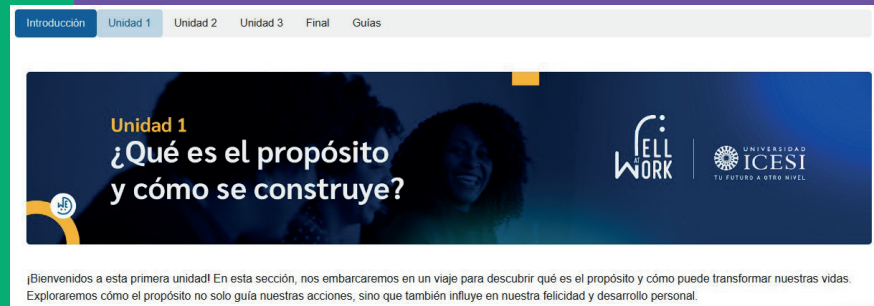 Introducción Unidad 1 Unidad 2 Unidad 3 Final Guías
Unidad 1
¿Qué es el propósito
y cómo se construye?
FELL
AT
WORK
UNIVERSIDAD
ICESI
TU FUTURO A OTRO NIVEL
WE
¡Bienvenidos a esta primera unidad! En esta sección, nos embarcaremos en un viaje para descubrir qué es el propósito y cómo puede transformar nuestras vidas.
Exploraremos cómo el propósito no solo guía nuestras acciones, sino que también influye en nuestra felicidad y desarrollo personal.